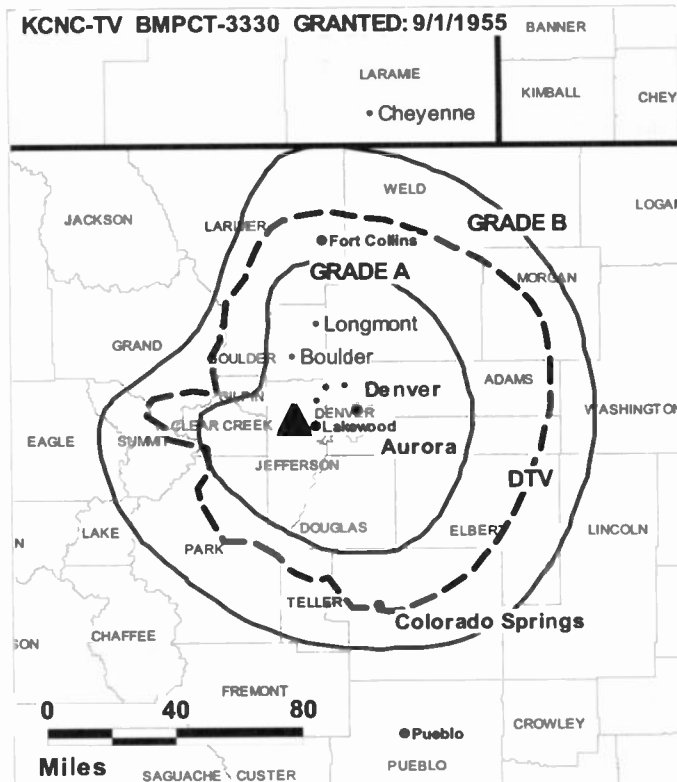 KCNC-TV BMPCT-3330 GRANTED: 9/1/1955
BANNER
LARAMIE
KIMBALL
CHEY
Cheyenne
WELD
LOGAN
JACKSON
LARIMER
GRADE B
Fort Collins
GRADE A
MORGAN
Longmont
GRAND
BOULDER
Boulder
ADAMS
GILPIN
Denver
DENVER
WASHINGTON
CLEAR CREEK
Lakewood
EAGLE
SUMMIT
Aurora
JEFFERSON
DTV
DOUGLAS
ELBERT
LINCOLN
LAKE
N
PARK
TELLER
Colorado Springs
CHAFFEE
SON
FREMONT
0 40 80
CROWLEY
Pueblo
Miles
PUEBLO
SAGUACHE CUSTER